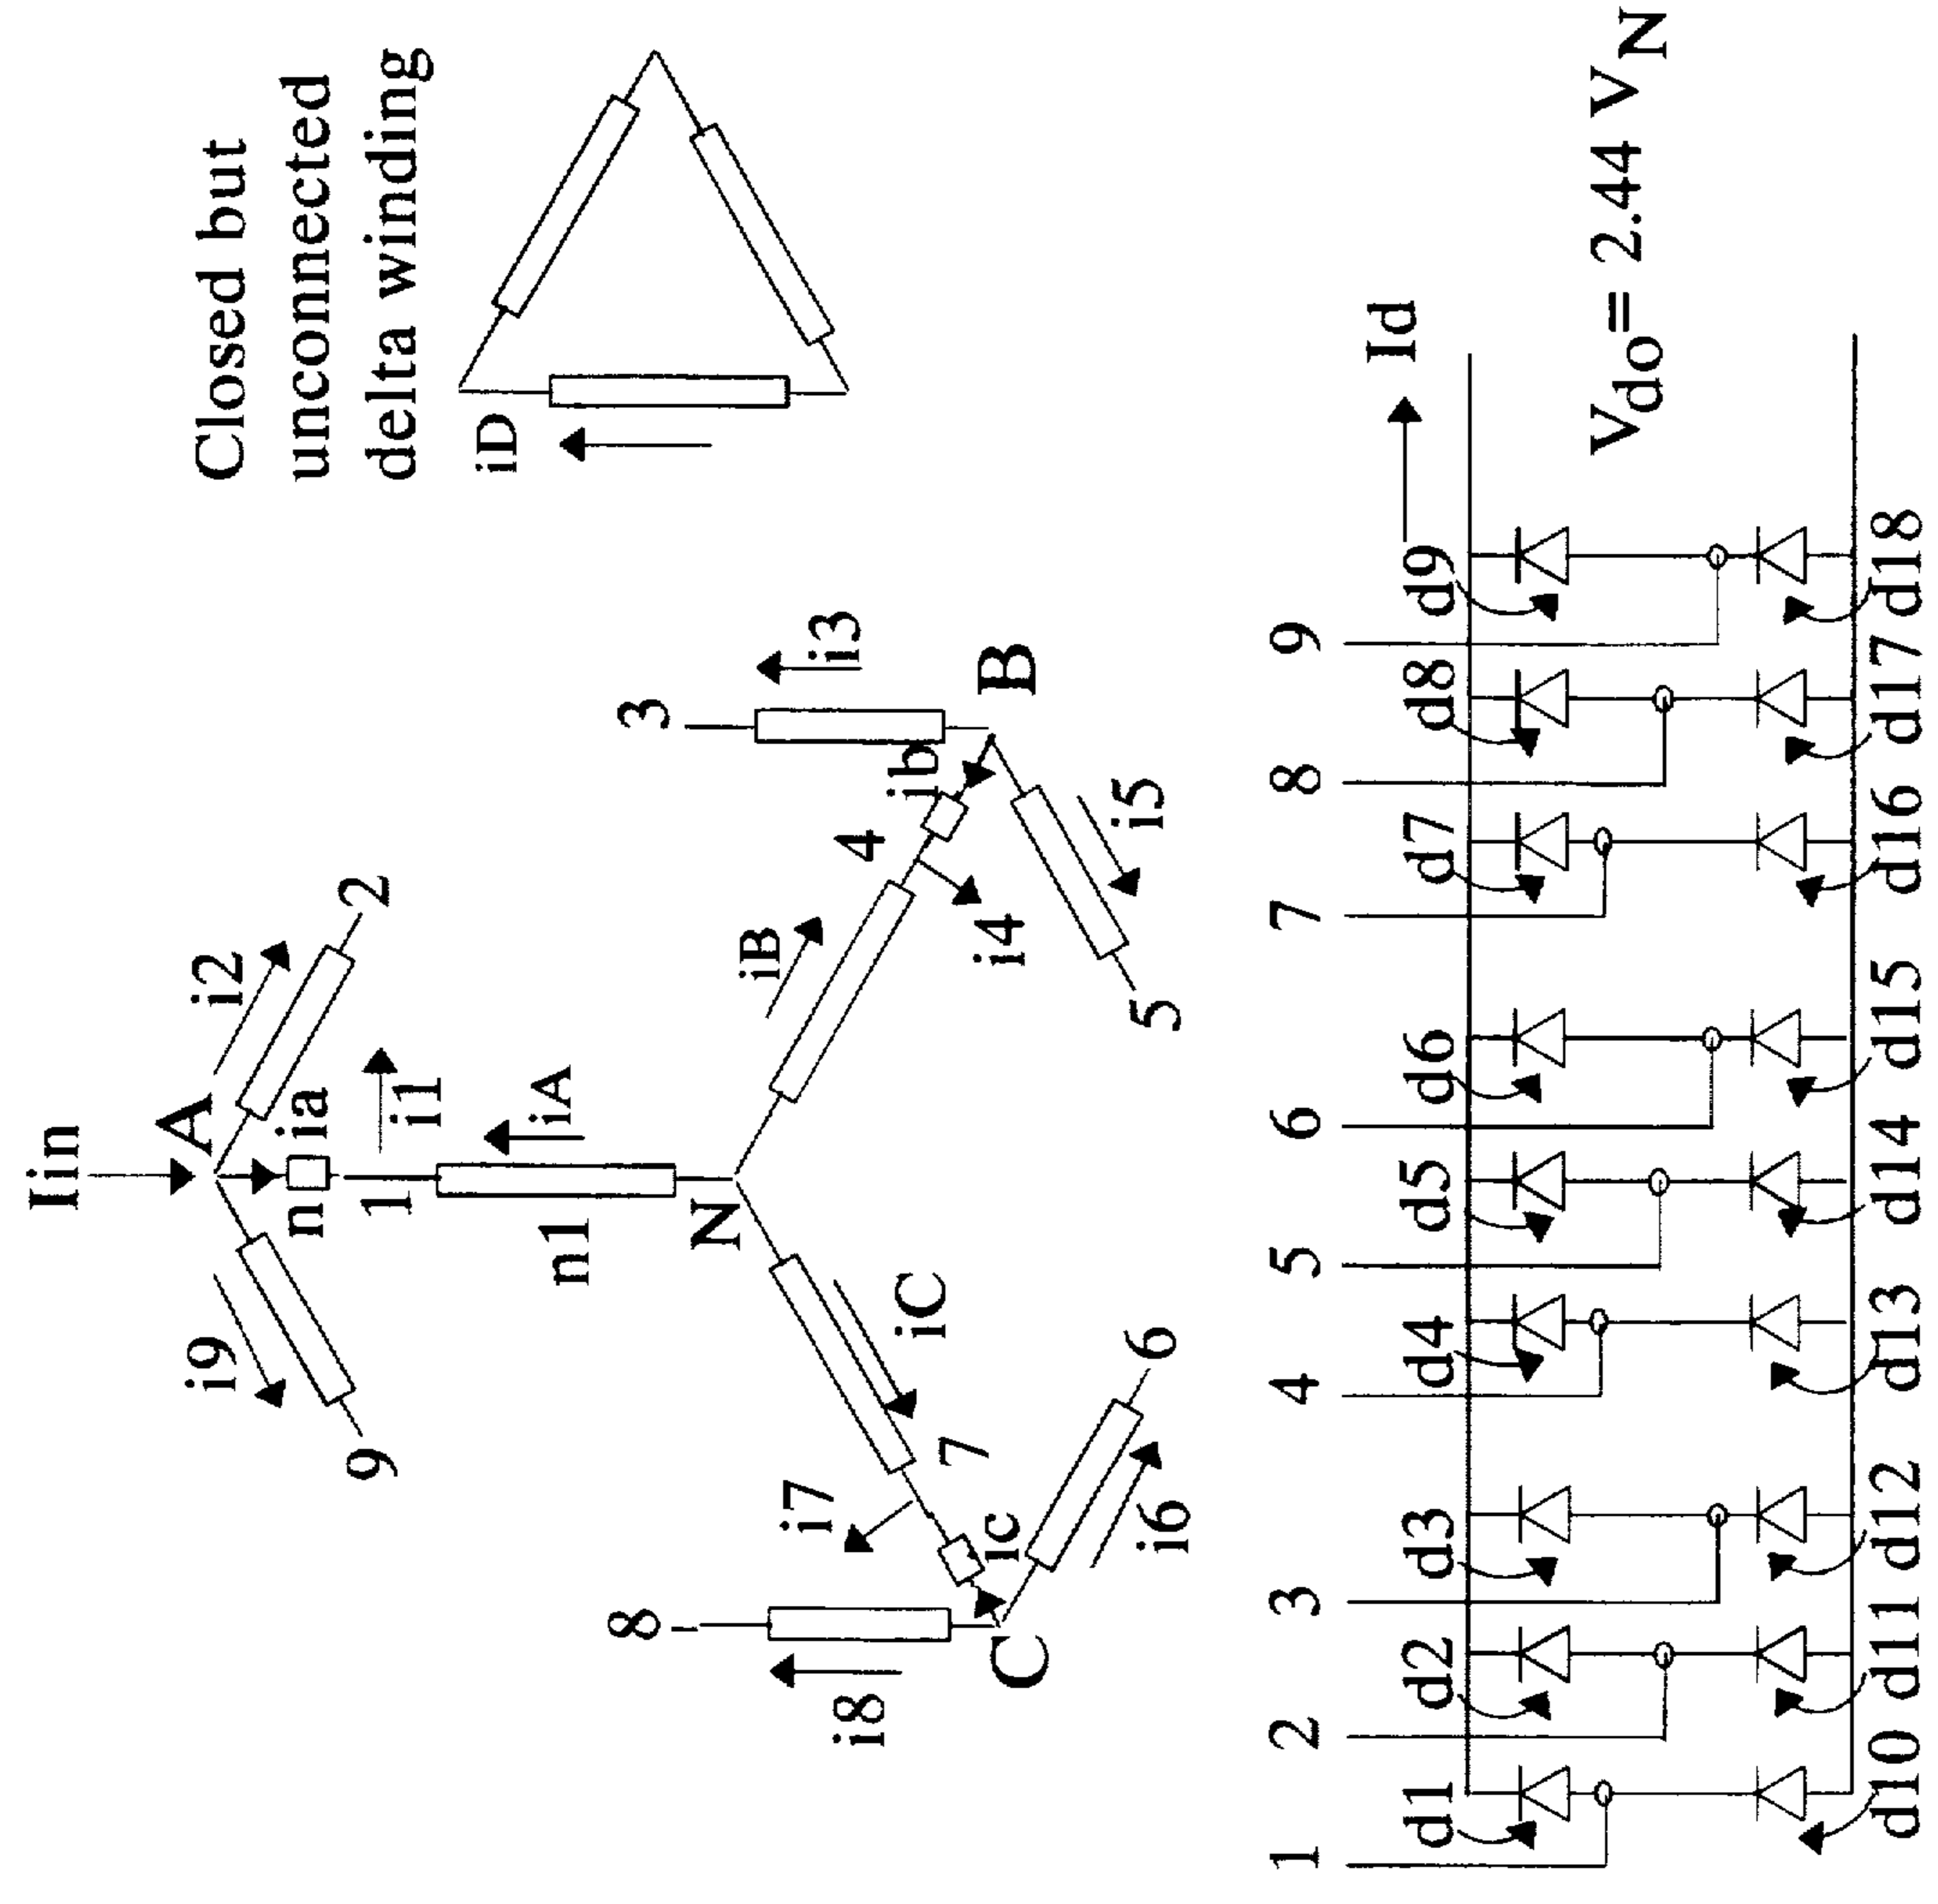 Iin
A
i9
i2
9
n
ia
2
1
i1
iA
n1
N
iB
iC
4
ib
3
i3
B
i4
i5
5
7
i7
ic
8
i8
C
i6
6
Closed but
unconnected
delta winding
iD
1
2
3
4
5
6
7
8
9
d1
d2
d3
d4
d5
d6
d7
d8
d9
Id
d10
d11
d12
d13
d14
d15
d16
d17
d18
Vdo= 2.44 VN